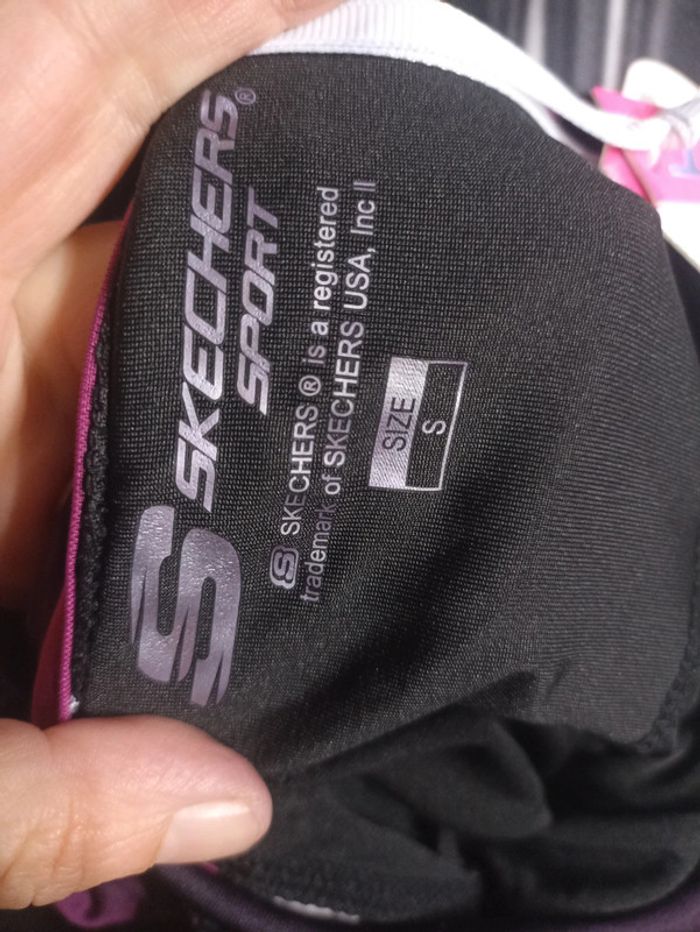 SKECHERS®
SPORT
SKECHERS® is a registered
trademark of SKECHERS USA, Inc II
SIZE
S